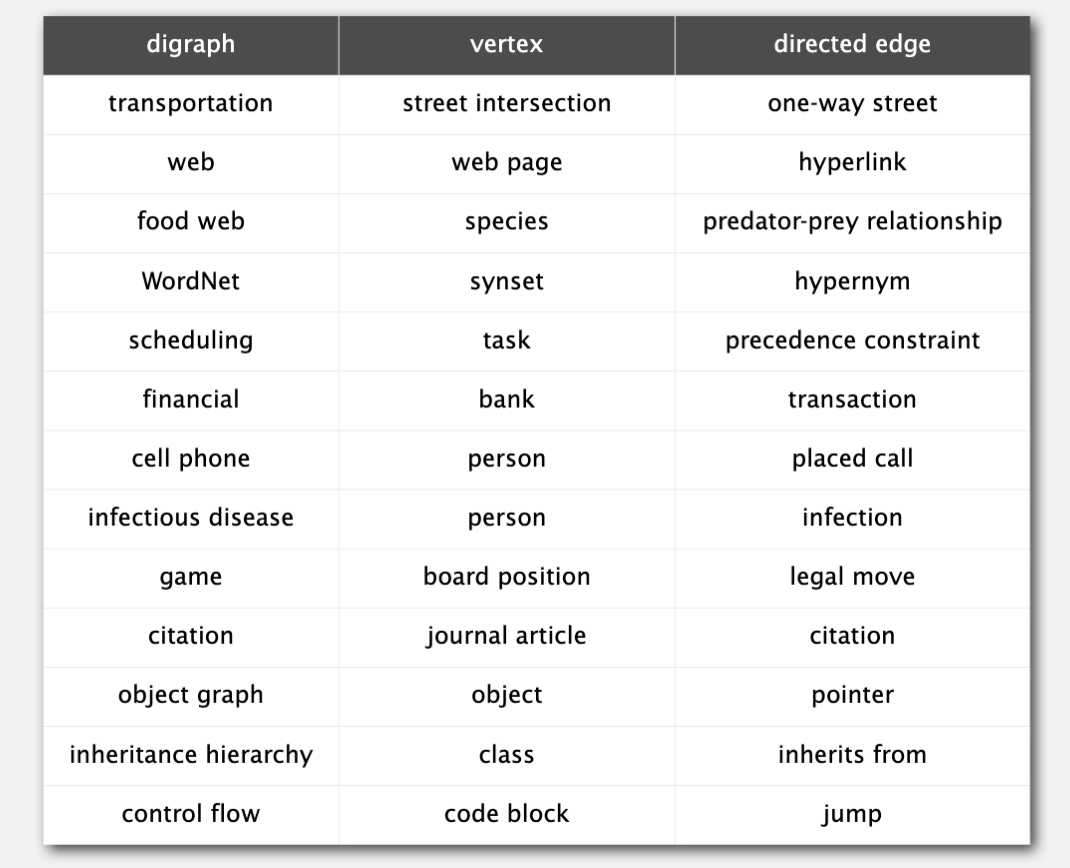 digraph vertex directed edge
transportation street intersection one-way street
web web page hyperlink
food web species predator-prey relationship
WordNet synset hypernym
scheduling task precedence constraint
financial bank transaction
cell phone person placed call
infectious disease person infection
game board position legal move
citation journal article citation
object graph object pointer
inheritance hierarchy class inherits from
control flow code block jump